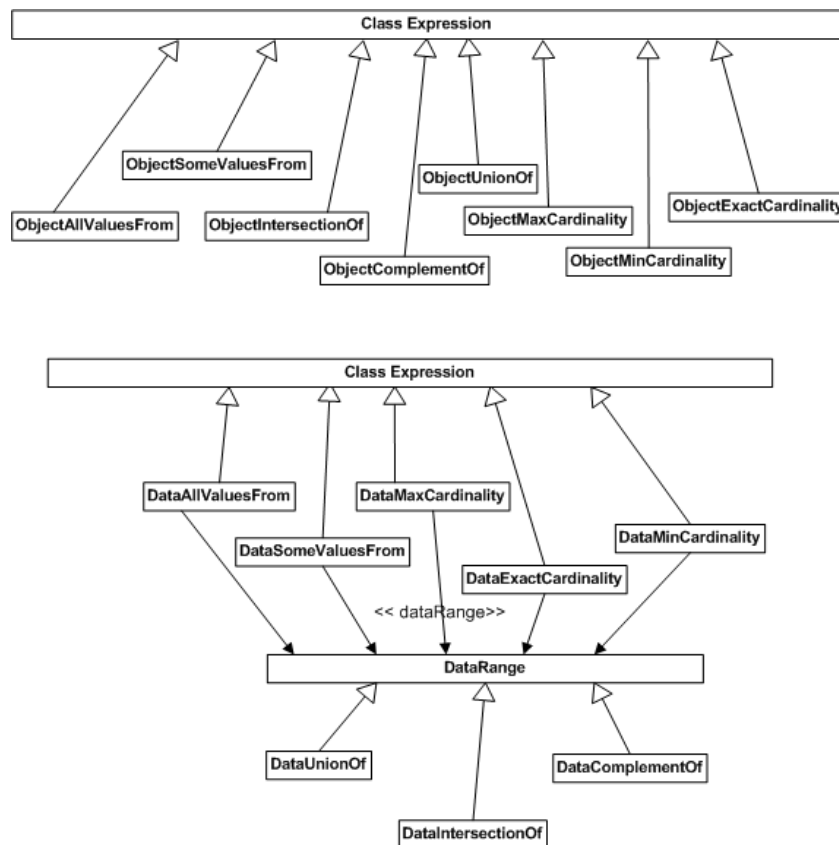 Class Expression
ObjectSomeValuesFrom
ObjectUnionOf
ObjectAllValuesFrom
ObjectIntersectionOf
ObjectMaxCardinality
ObjectExactCardinality
ObjectComplementOf
ObjectMinCardinality
Class Expression
DataAllValuesFrom
DataMaxCardinality
DataSomeValuesFrom
DataMinCardinality
DataExactCardinality
<< dataRange>>
DataRange
DataUnionOf
DataComplementOf
DataIntersectionOf